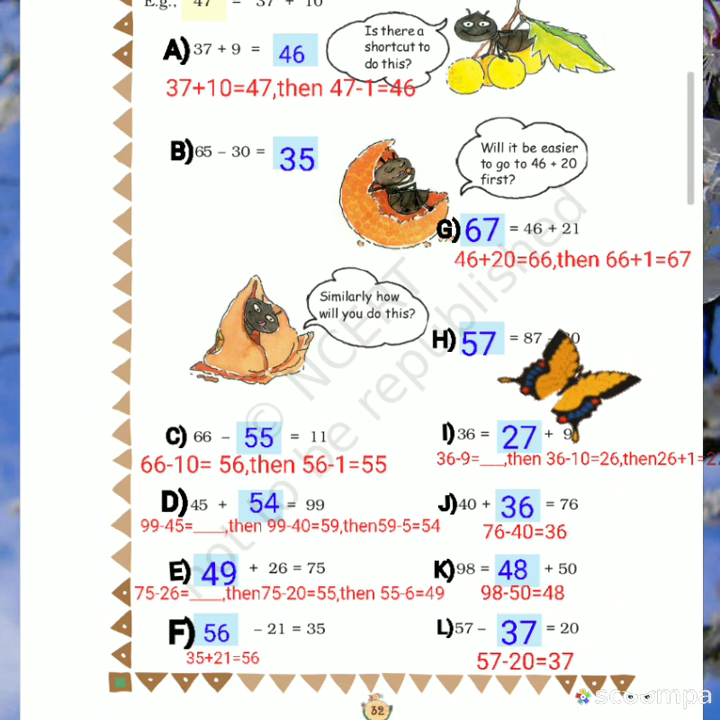 E.g., 47 = 37 + 10
A) 37 + 9 = 46
37+10=47,then 47-1=46
Is there a
shortcut to
do this?
B) 65 – 30 = 35
Will it be easier
to go to 46 + 20
first?
G) 67 = 46 + 21
46+20=66,then 66+1=67
Similarly how
will you do this?
H) 57 = 87 - 30
C) 66 – 55 = 11
66-10= 56,then 56-1=55
I) 36 = 27 + 9
36-9=___,then 36-10=26,then26+1=2
D) 45 + 54 = 99
99-45=____,then 99-40=59,then59-5=54
J) 40 + 36 = 76
76-40=36
E) 49 + 26 = 75
75-26=____,then75-20=55,then 55-6=49
K) 98 = 48 + 50
98-50=48
F) 56 – 21 = 35
35+21=56
L) 57 – 37 = 20
57-20=37
© NCERT
not to be republished
32
scoompa